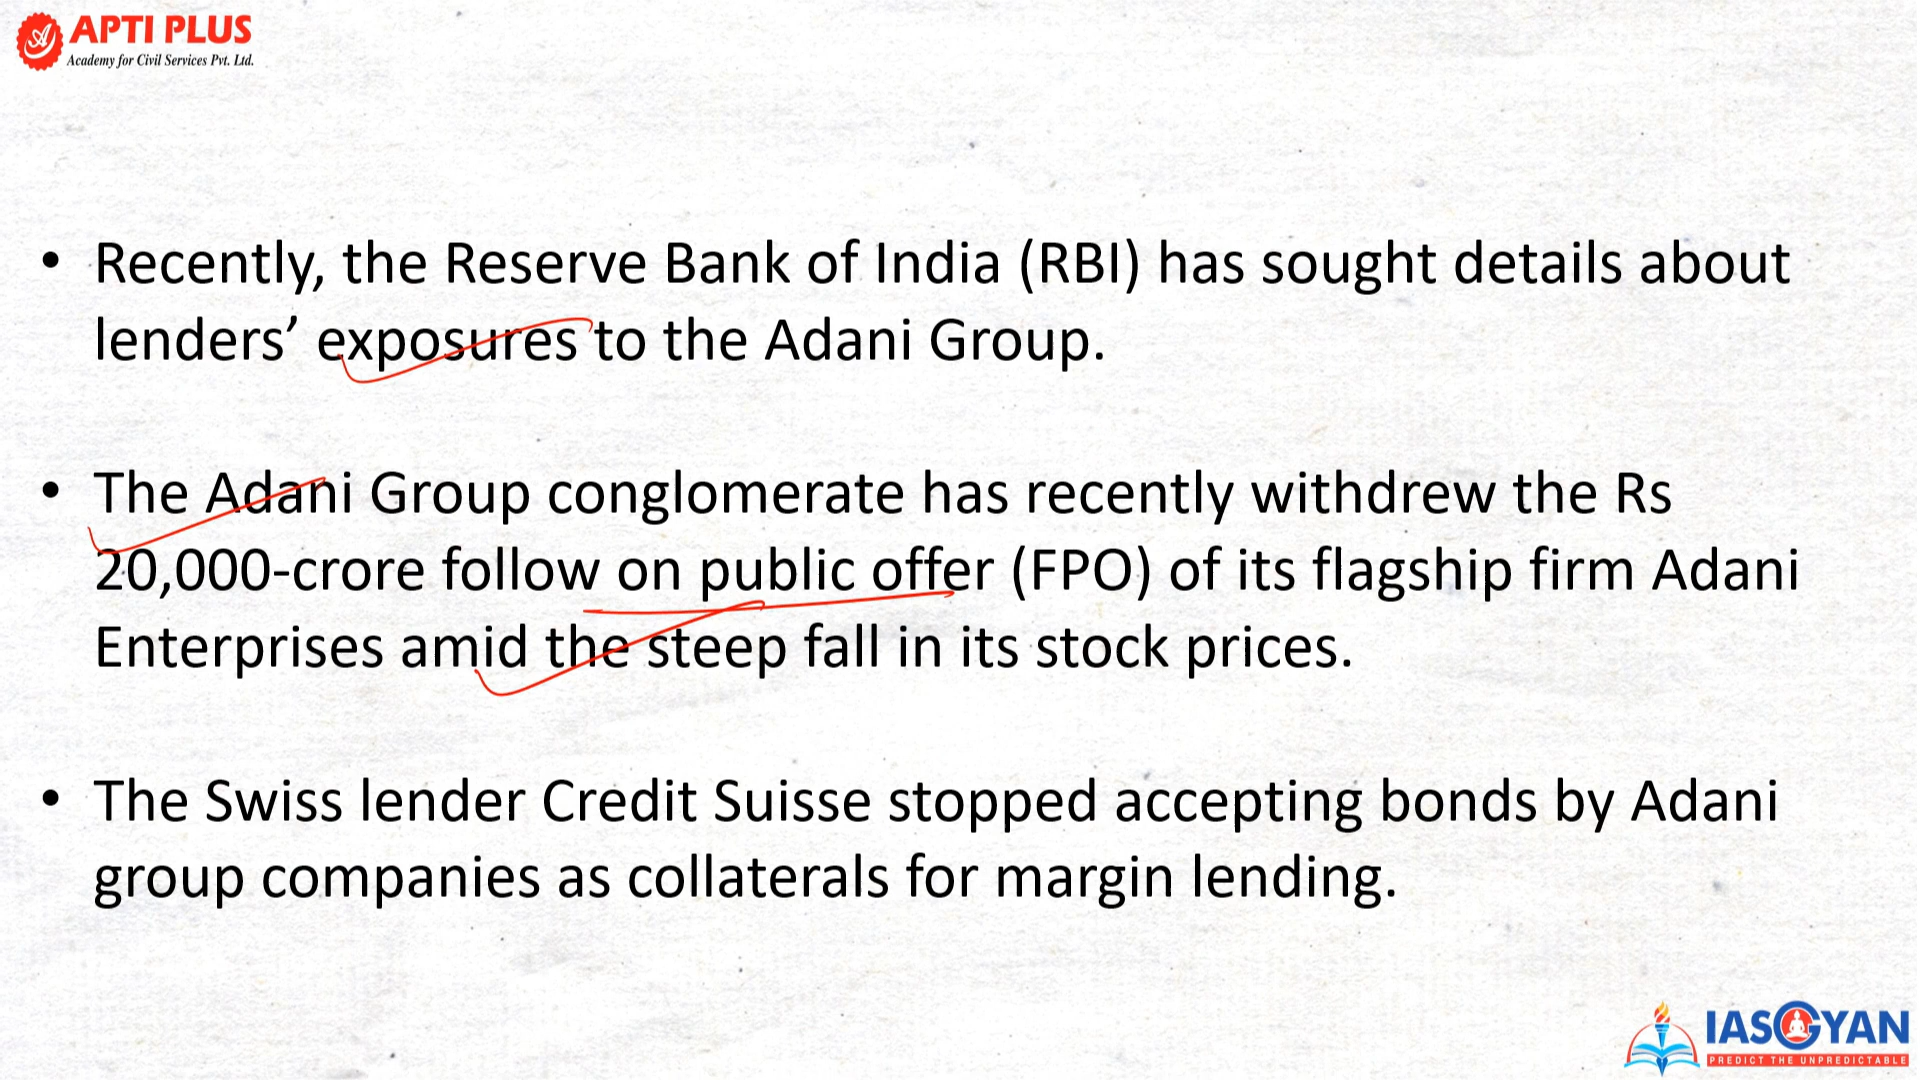 APTI PLUS
Academy for Civil Services Pvt. Ltd.
• Recently, the Reserve Bank of India (RBI) has sought details about
lenders’ exposures to the Adani Group.
• The Adani Group conglomerate has recently withdrew the Rs
20,000-crore follow on public offer (FPO) of its flagship firm Adani
Enterprises amid the steep fall in its stock prices.
• The Swiss lender Credit Suisse stopped accepting bonds by Adani
group companies as collaterals for margin lending.
IASGYAN
PREDICT THE UNPREDICTABLE